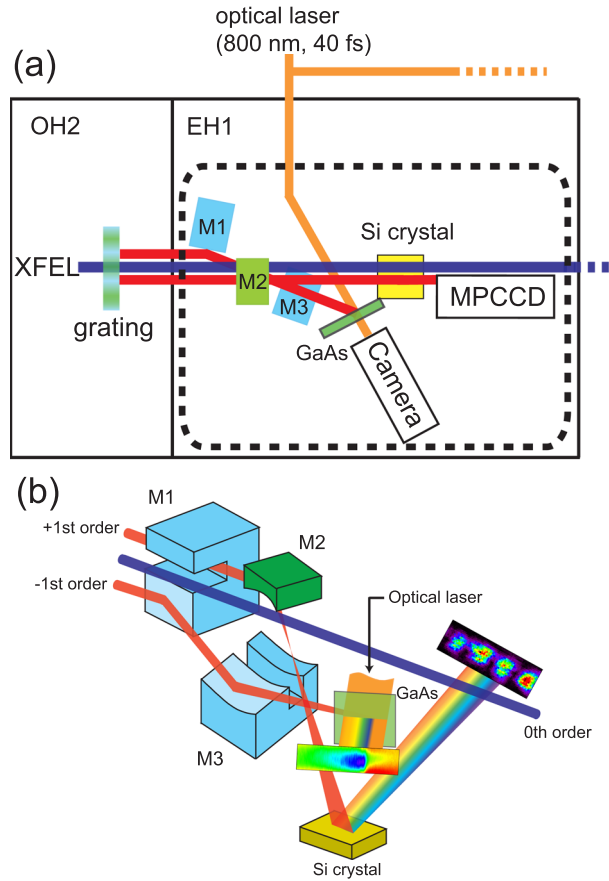 optical laser
(800 nm, 40 fs)
(a)
OH2
EH1
M1
Si crystal
XFEL
M2
M3
MPCCD
grating
GaAs
Camera
(b)
M1
+1st order
M2
-1st order
Optical laser
GaAs
0th order
M3
Si crystal